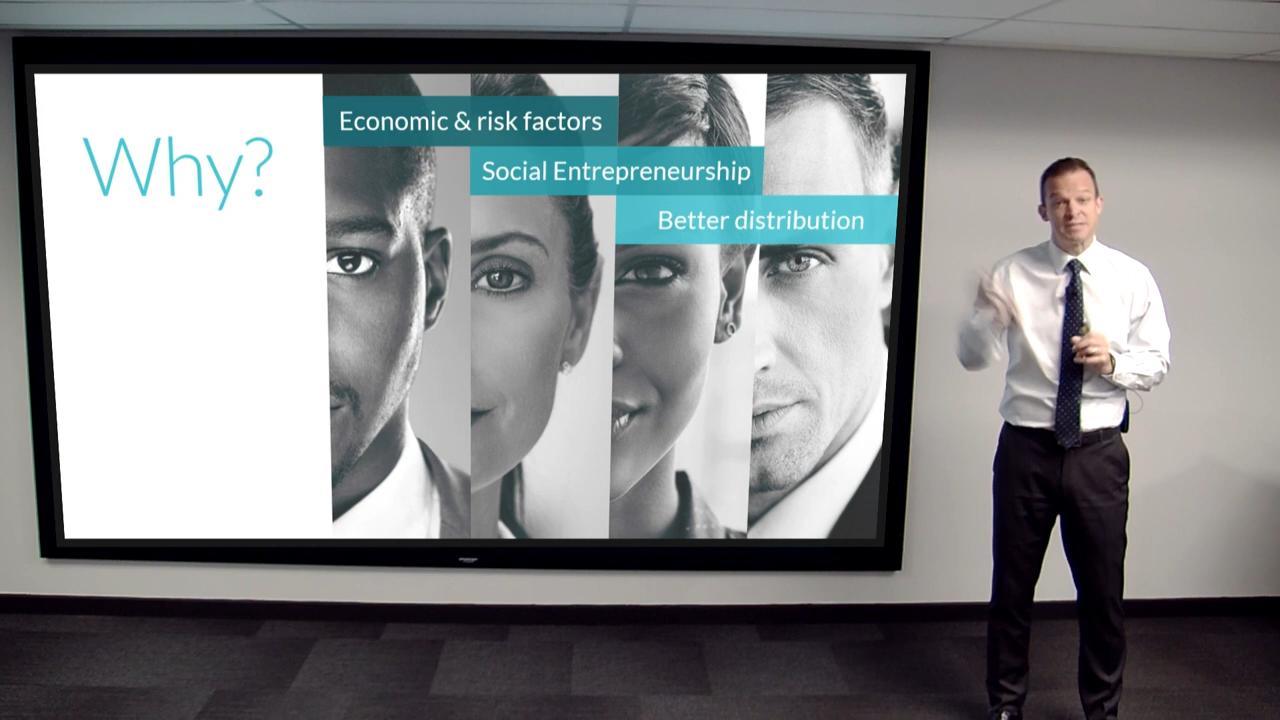 Why?
Economic & risk factors
Social Entrepreneurship
Better distribution